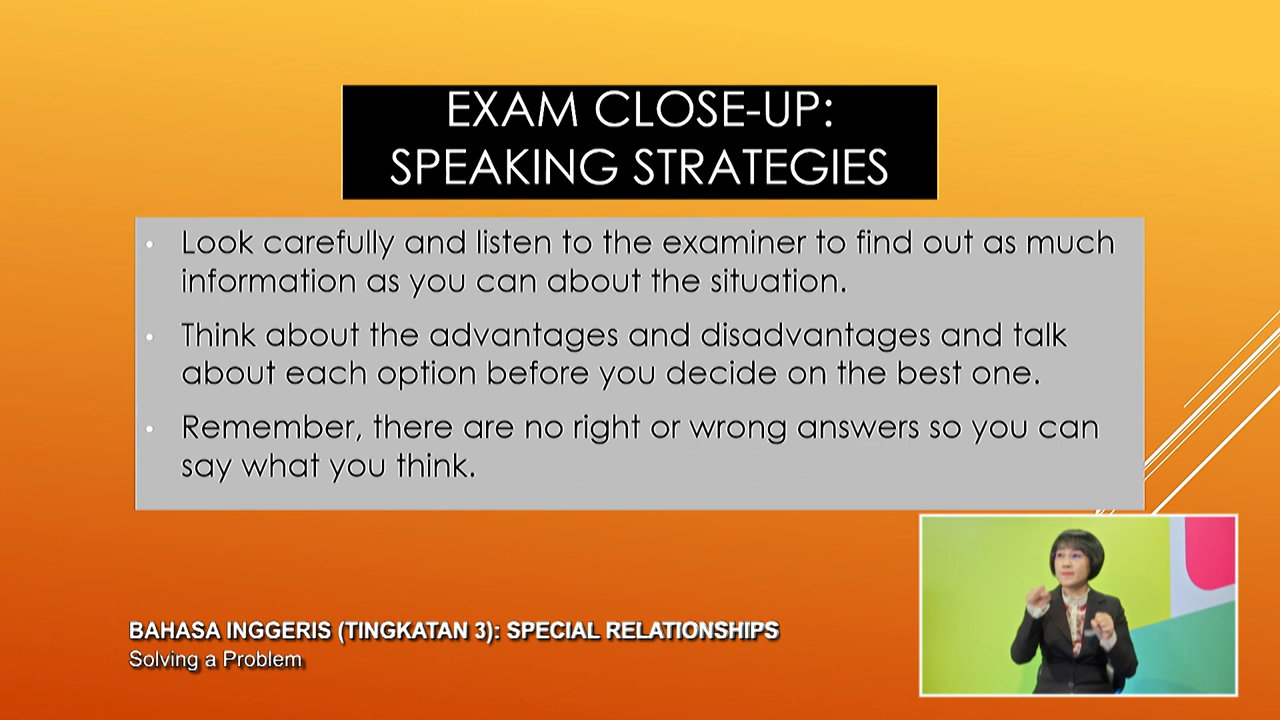 EXAM CLOSE-UP:
SPEAKING STRATEGIES
• Look carefully and listen to the examiner to find out as much
information as you can about the situation.
• Think about the advantages and disadvantages and talk
about each option before you decide on the best one.
• Remember, there are no right or wrong answers so you can
say what you think.
BAHASA INGGERIS (TINGKATAN 3): SPECIAL RELATIONSHIPS
Solving a Problem